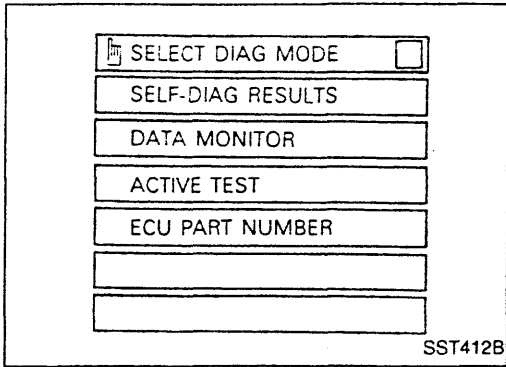 SELECT DIAG MODE
SELF-DIAG RESULTS
DATA MONITOR
ACTIVE TEST
ECU PART NUMBER
SST412B